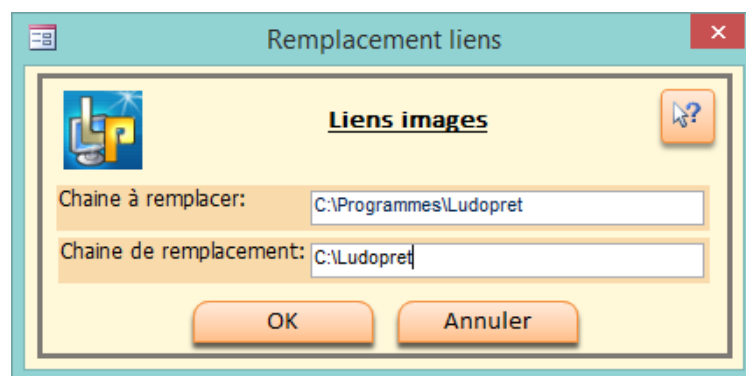 Remplacement liens
Liens images
Chaine à remplacer: C:\Programmes\Ludopret
Chaine de remplacement: C:\Ludopret
OK Annuler